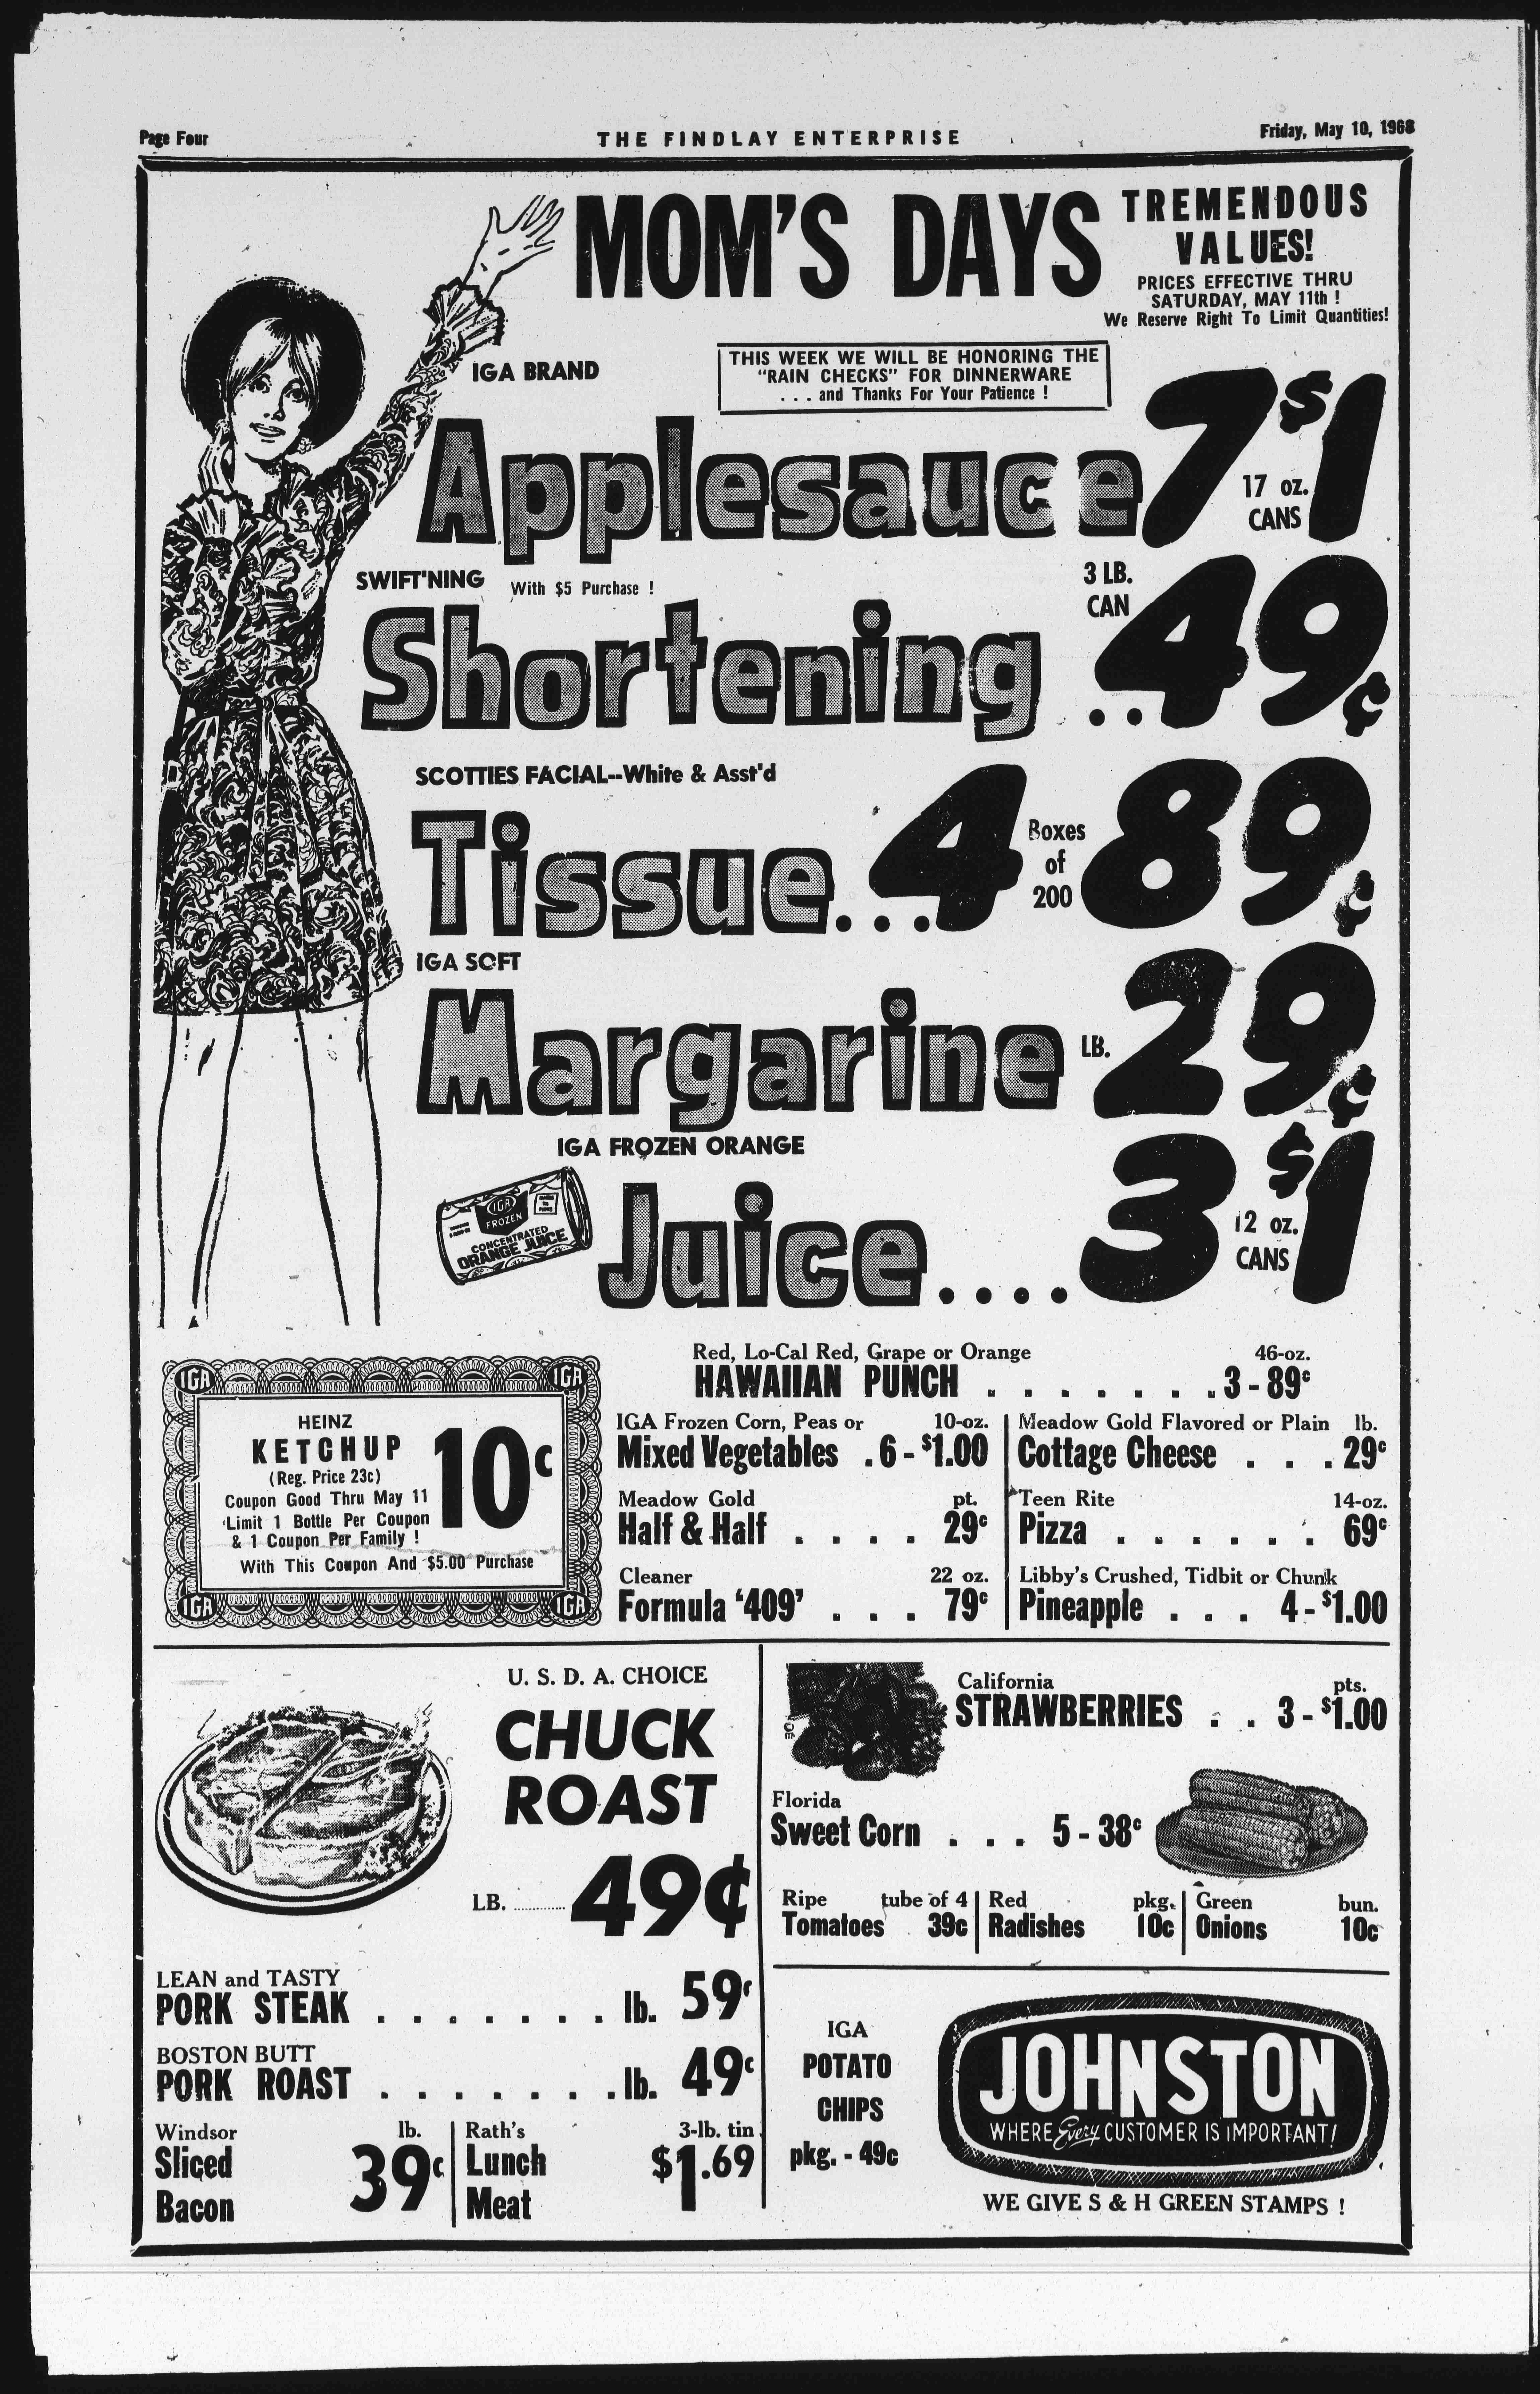 Page Four
THE FINDLAY ENTERPRISE
Friday, May 10, 1968
MOM'S DAYS
TREMENDOUS
VALUES!
PRICES EFFECTIVE THRU
SATURDAY, MAY 11th !
We Reserve Right To Limit Quantities!
THIS WEEK WE WILL BE HONORING THE
"RAIN CHECKS" FOR DINNERWARE
. . . and Thanks For Your Patience !
IGA BRAND
Applesauce 7 17 oz. CANS $1
SWIFT'NING With $5 Purchase !
Shortening .. 3 LB. CAN 49¢
SCOTTIES FACIAL--White & Asst'd
Tissue... 4 Boxes of 200 89¢
IGA SOFT
Margarine LB. 29¢
IGA FROZEN ORANGE
Juice.... 3 12 oz. CANS $1
IGA
FROZEN
CONCENTRATED
ORANGE JUICE
IGA IGA
HEINZ
KETCHUP 10c
(Reg. Price 23c)
Coupon Good Thru May 11
Limit 1 Bottle Per Coupon
& 1 Coupon Per Family !
With This Coupon And $5.00 Purchase
IGA IGA
Red, Lo-Cal Red, Grape or Orange 46-oz.
HAWAIIAN PUNCH . . . . . . . . 3 - 89c
IGA Frozen Corn, Peas or 10-oz.
Mixed Vegetables . 6 - $1.00
Meadow Gold pt.
Half & Half . . . . 29c
Cleaner 22 oz.
Formula '409' . . . 79c
Meadow Gold Flavored or Plain lb.
Cottage Cheese . . . 29c
Teen Rite 14-oz.
Pizza . . . . . . 69c
Libby's Crushed, Tidbit or Chunk
Pineapple . . . 4 - $1.00
U. S. D. A. CHOICE
CHUCK
ROAST
LB. ............ 49¢
LEAN and TASTY
PORK STEAK . . . . . . . lb. 59c
BOSTON BUTT
PORK ROAST . . . . . . . lb. 49c
Windsor lb.
Sliced
Bacon 39c
Rath's 3-lb. tin
Lunch
Meat $1.69
California pts.
STRAWBERRIES . . 3 - $1.00
Florida
Sweet Corn . . . 5 - 38c
Ripe tube of 4
Tomatoes 39c
Red pkg.
Radishes 10c
Green bun.
Onions 10c
IGA
POTATO
CHIPS
pkg. - 49c
JOHNSTON
WHERE Every CUSTOMER IS IMPORTANT!
WE GIVE S & H GREEN STAMPS !